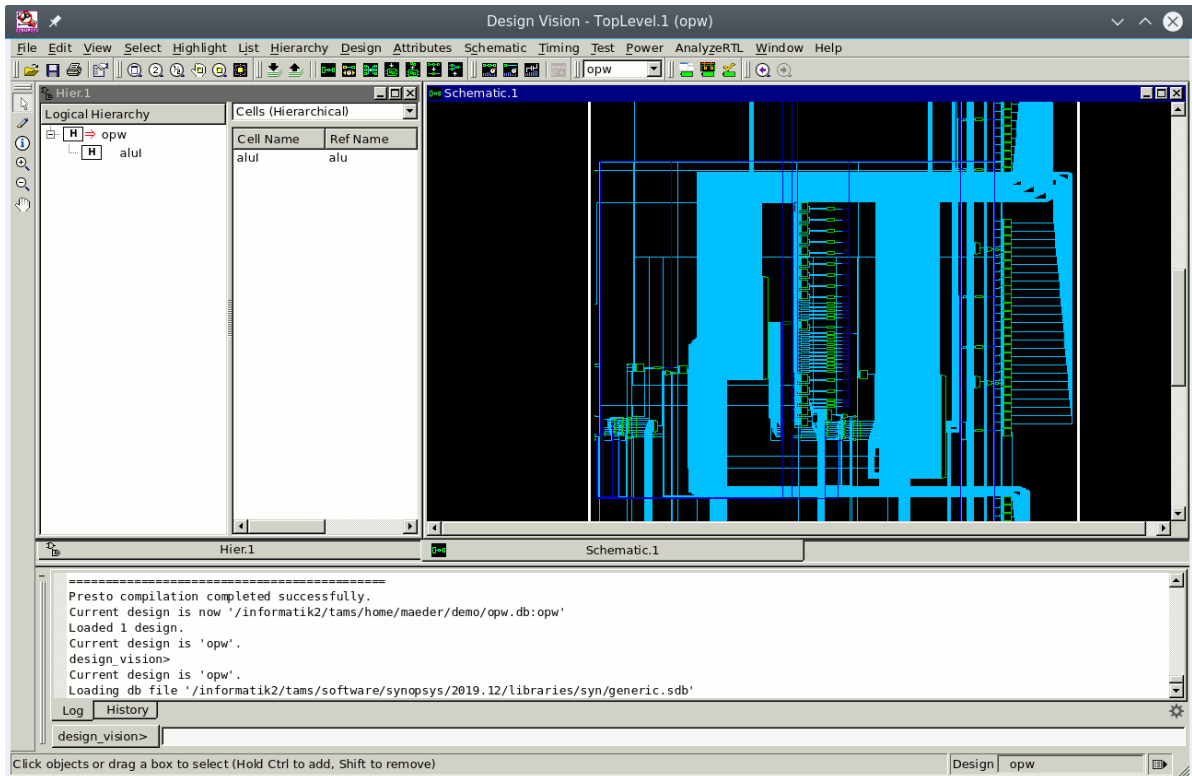 Design Vision - TopLevel.1 (opw)
File Edit View Select Highlight List Hierarchy Design Attributes Schematic Timing Test Power AnalyzeRTL Window Help
opw
Hier.1
Logical Hierarchy
H opw
H aluI
Cells (Hierarchical)
Cell Name Ref Name
aluI alu
Schematic.1
Hier.1
Schematic.1
=============================================
Presto compilation completed successfully.
Current design is now '/informatik2/tams/home/maeder/demo/opw.db:opw'
Loaded 1 design.
Current design is 'opw'.
design_vision>
Current design is 'opw'.
Loading db file '/informatik2/tams/software/synopsys/2019.12/libraries/syn/generic.sdb'
Log History
design_vision>
Click objects or drag a box to select (Hold Ctrl to add, Shift to remove)
Design opw